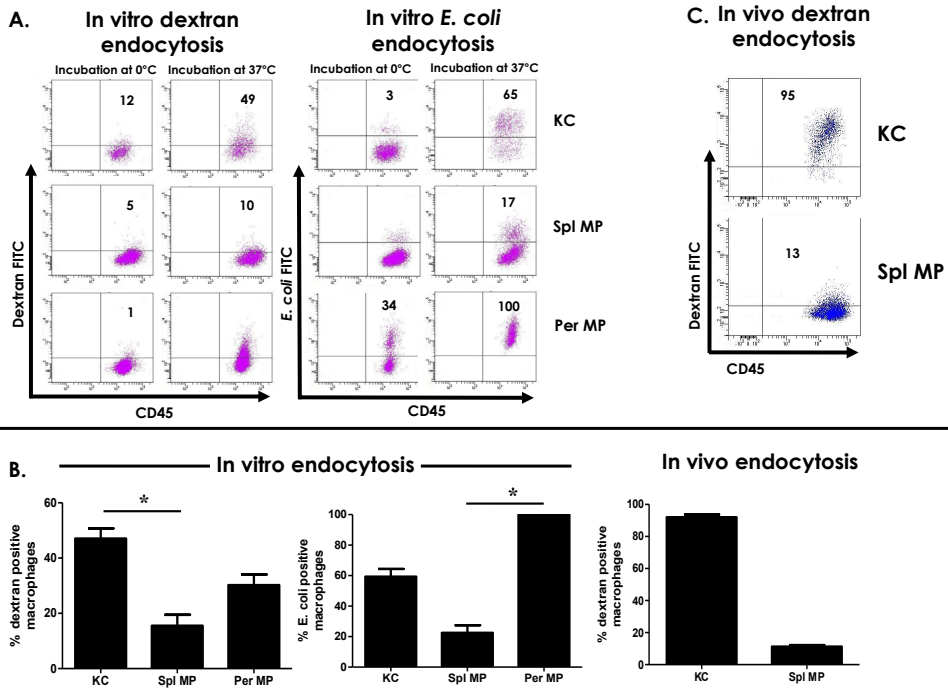 A.
In vitro dextran
endocytosis
In vitro E. coli
endocytosis
Incubation at 0°C
Incubation at 37°C
Incubation at 0°C
Incubation at 37°C
12
49
3
65
KC
5
10
17
Spl MP
1
34
100
Per MP
Dextran FITC
E. coli FITC
CD45
CD45
C.
In vivo dextran
endocytosis
95
KC
13
Spl MP
Dextran FITC
CD45
B.
In vitro endocytosis
In vivo endocytosis
% dextran positive
macrophages
60
40
20
0
*
KC
Spl MP
Per MP
% E. coli positive
macrophages
100
80
60
40
20
0
*
KC
Spl MP
Per MP
% dextran positive
macrophages
100
80
60
40
20
0
KC
Spl MP